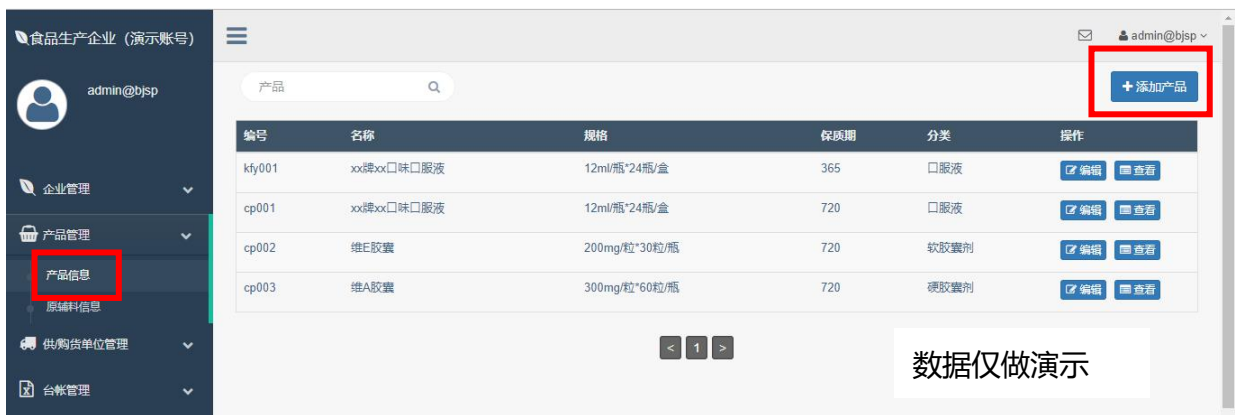 食品生产企业（演示账号）
admin@bjsp
admin@bjsp
企业管理
产品管理
产品信息
原辅料信息
供/购货单位管理
台帐管理
产品
+添加产品
编号 名称 规格 保质期 分类 操作
kfy001 xx牌xx口味口服液 12ml/瓶*24瓶/盒 365 口服液 编辑 查看
cp001 xx牌xx口味口服液 12ml/瓶*24瓶/盒 720 口服液 编辑 查看
cp002 维E胶囊 200mg/粒*30粒/瓶 720 软胶囊剂 编辑 查看
cp003 维A胶囊 300mg/粒*60粒/瓶 720 硬胶囊剂 编辑 查看
< 1 >
数据仅做演示